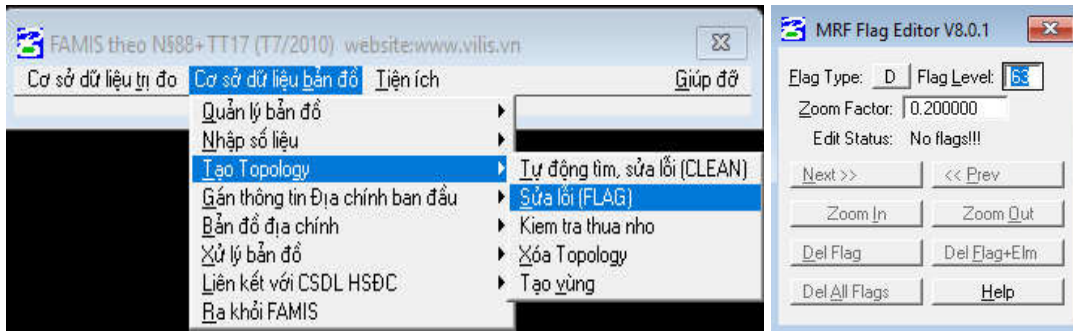 FAMIS theo N§88+TT17 (T7/2010) website:www.vilis.vn
Cơ sở dữ liệu trị đo Cơ sở dữ liệu bản đồ Tiện ích Giúp đỡ
Quản lý bản đồ
Nhập số liệu
Tạo Topology
Gán thông tin Địa chính ban đầu
Bản đồ địa chính
Xử lý bản đồ
Liên kết với CSDL HSĐC
Ra khỏi FAMIS
Tự động tìm, sửa lỗi (CLEAN)
Sửa lỗi (FLAG)
Kiem tra thua nho
Xóa Topology
Tạo vùng
MRF Flag Editor V8.0.1
Flag Type: D Flag Level: 63
Zoom Factor: 0.200000
Edit Status: No flags!!!
Next >> << Prev
Zoom In Zoom Out
Del Flag Del Flag+Elm
Del All Flags Help